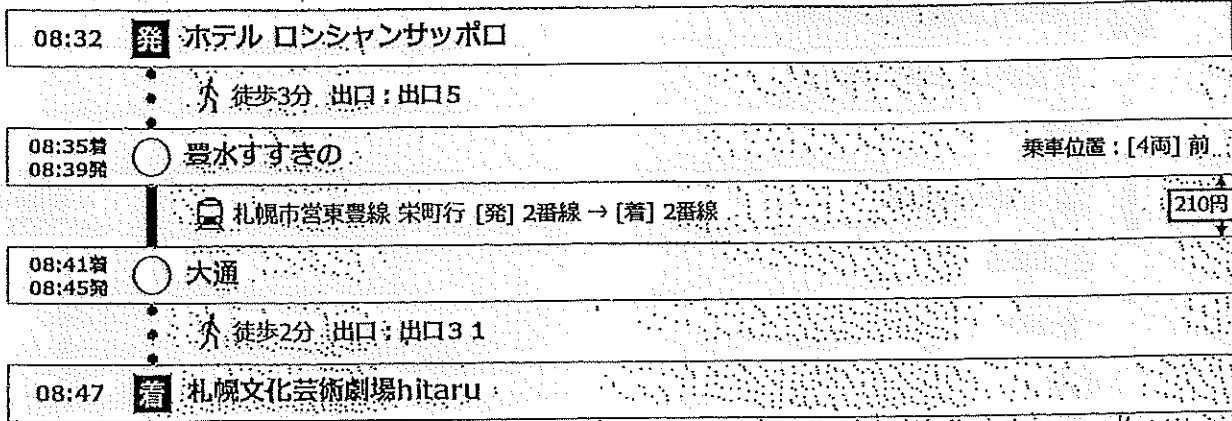 08:32 発 ホテル ロンシャンサッポロ
徒歩3分 出口:出口5
08:35着
08:39発
豊水すすきの
乗車位置:[4両] 前
札幌市営東豊線 栄町行 [発] 2番線 → [着] 2番線
210円
08:41着
08:45発
大通
徒歩2分 出口:出口31
08:47 着 札幌文化芸術劇場hitaru